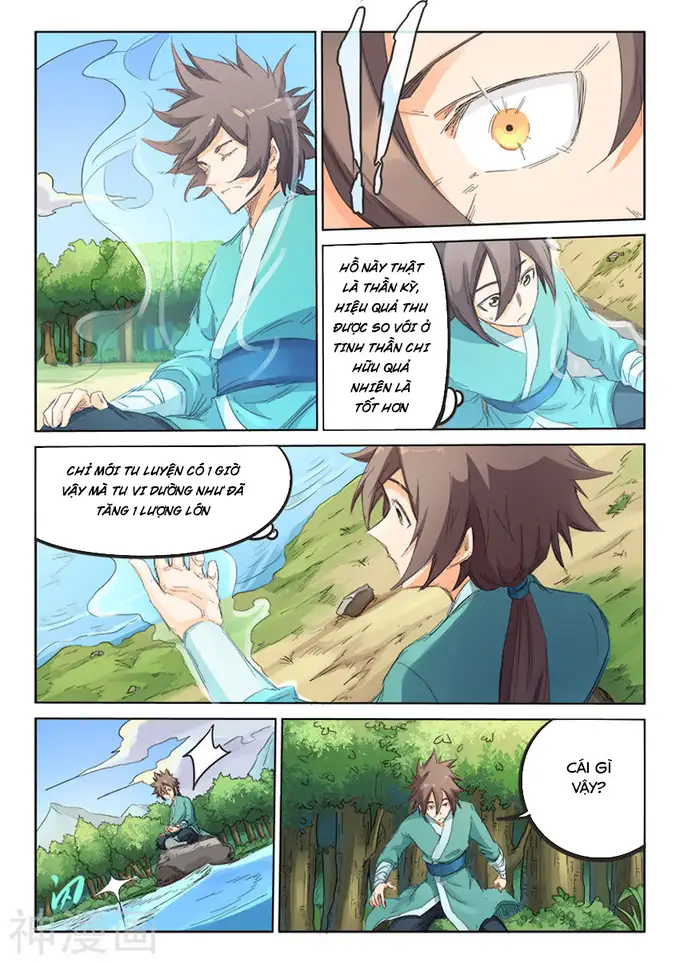 !!
HỒ NÀY THẬT
LÀ THẦN KỲ,
HIỆU QUẢ THU
ĐƯỢC SO VỚI Ở
TINH THẦN CHI
HỮU QUẢ
NHIÊN LÀ
TỐT HƠN
CHỈ MỚI TU LUYỆN CÓ 1 GIỜ
VẬY MÀ TU VI DƯỜNG NHƯ ĐÃ
TĂNG 1 LƯỢNG LỚN
闪
CÁI GÌ
VẬY?
神漫画